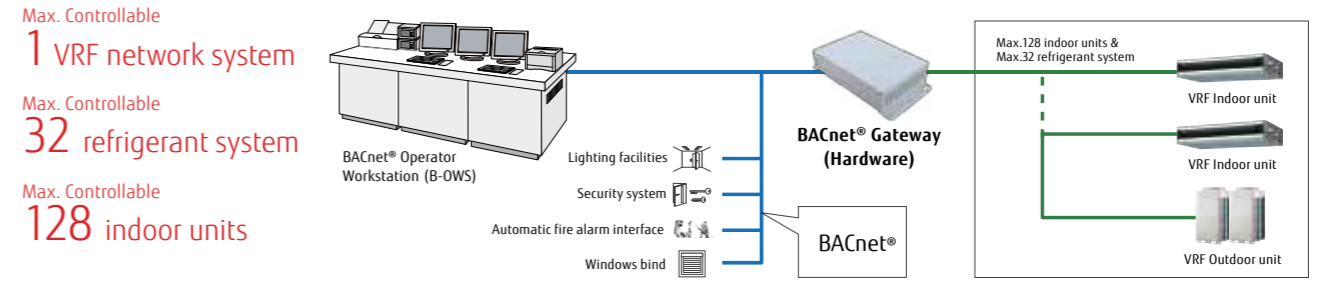 Max. Controllable
1 VRF network system
Max. Controllable
32 refrigerant system
Max. Controllable
128 indoor units
BACnet® Operator
Workstation (B-OWS)
Lighting facilities
Security system
Automatic fire alarm interface
Windows bind
BACnet®
BACnet® Gateway
(Hardware)
Max.128 indoor units &
Max.32 refrigerant system
VRF Indoor unit
VRF Indoor unit
VRF Outdoor unit